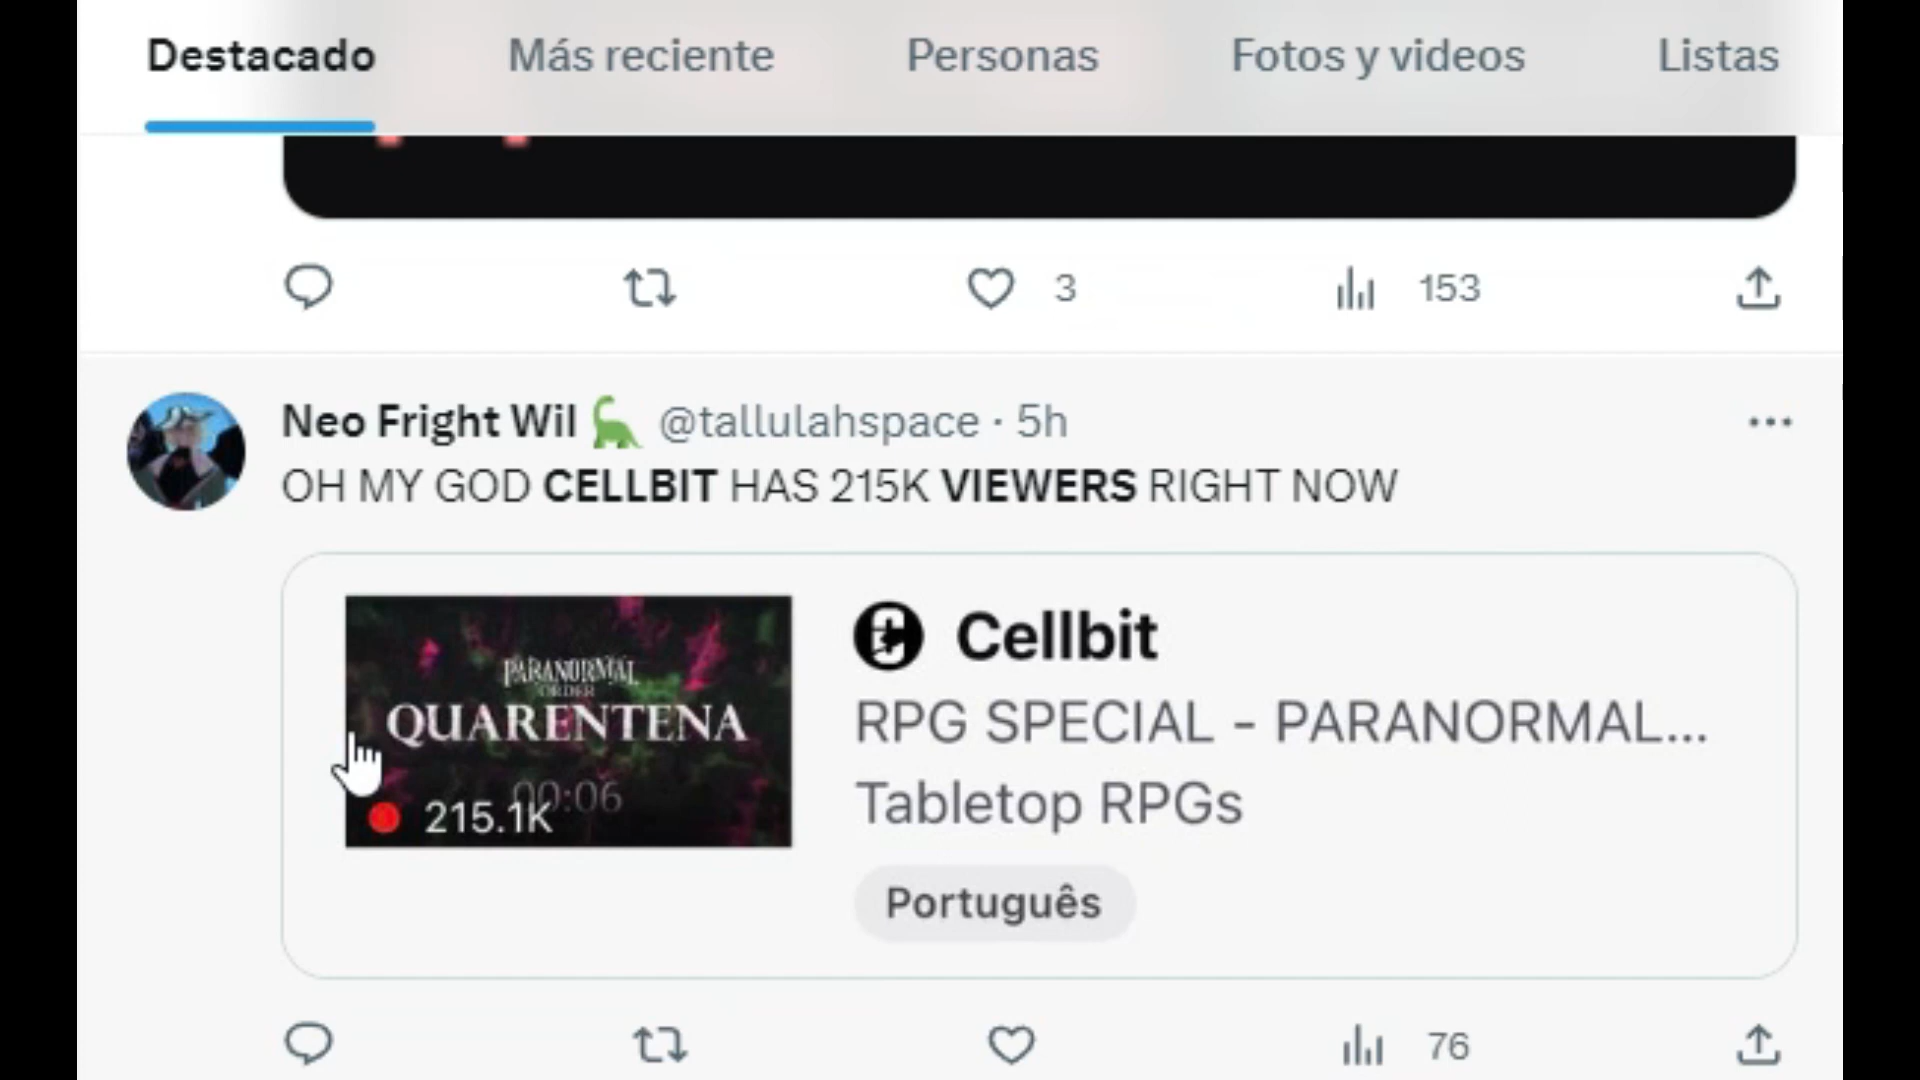 Destacado Más reciente Personas Fotos y videos Listas
3 153
Neo Fright Wil @tallulahspace · 5h
OH MY GOD CELLBIT HAS 215K VIEWERS RIGHT NOW
PARANORMAL
ORDER
QUARENTENA
00:06
215.1K
Cellbit
RPG SPECIAL - PARANORMAL...
Tabletop RPGs
Português
76